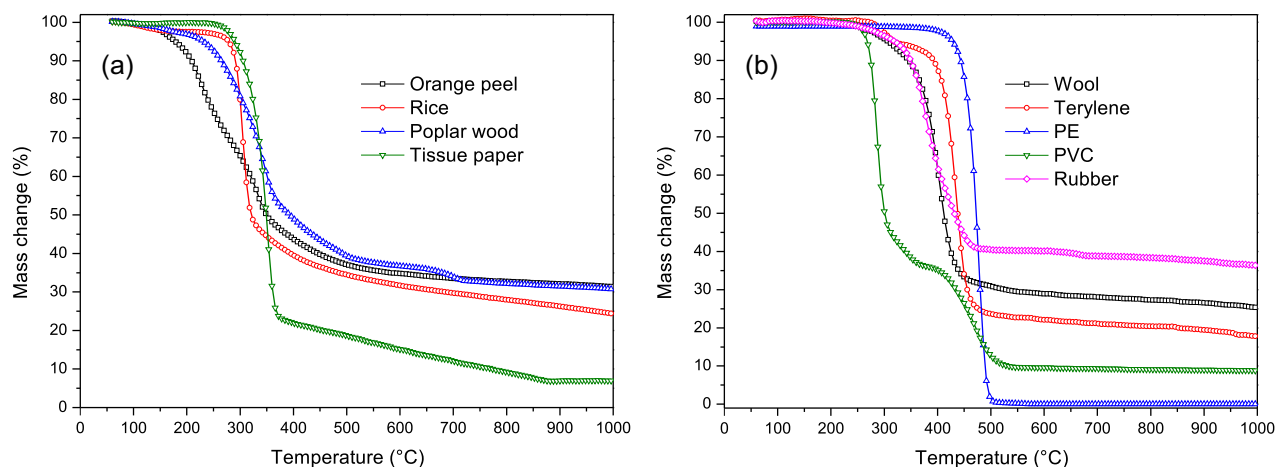 (a)
Orange peel
Rice
Poplar wood
Tissue paper
Mass change (%)
100
90
80
70
60
50
40
30
20
10
0
0 100 200 300 400 500 600 700 800 900 1000
Temperature (°C)
(b)
Wool
Terylene
PE
PVC
Rubber
Mass change (%)
100
90
80
70
60
50
40
30
20
10
0
0 100 200 300 400 500 600 700 800 900 1000
Temperature (°C)